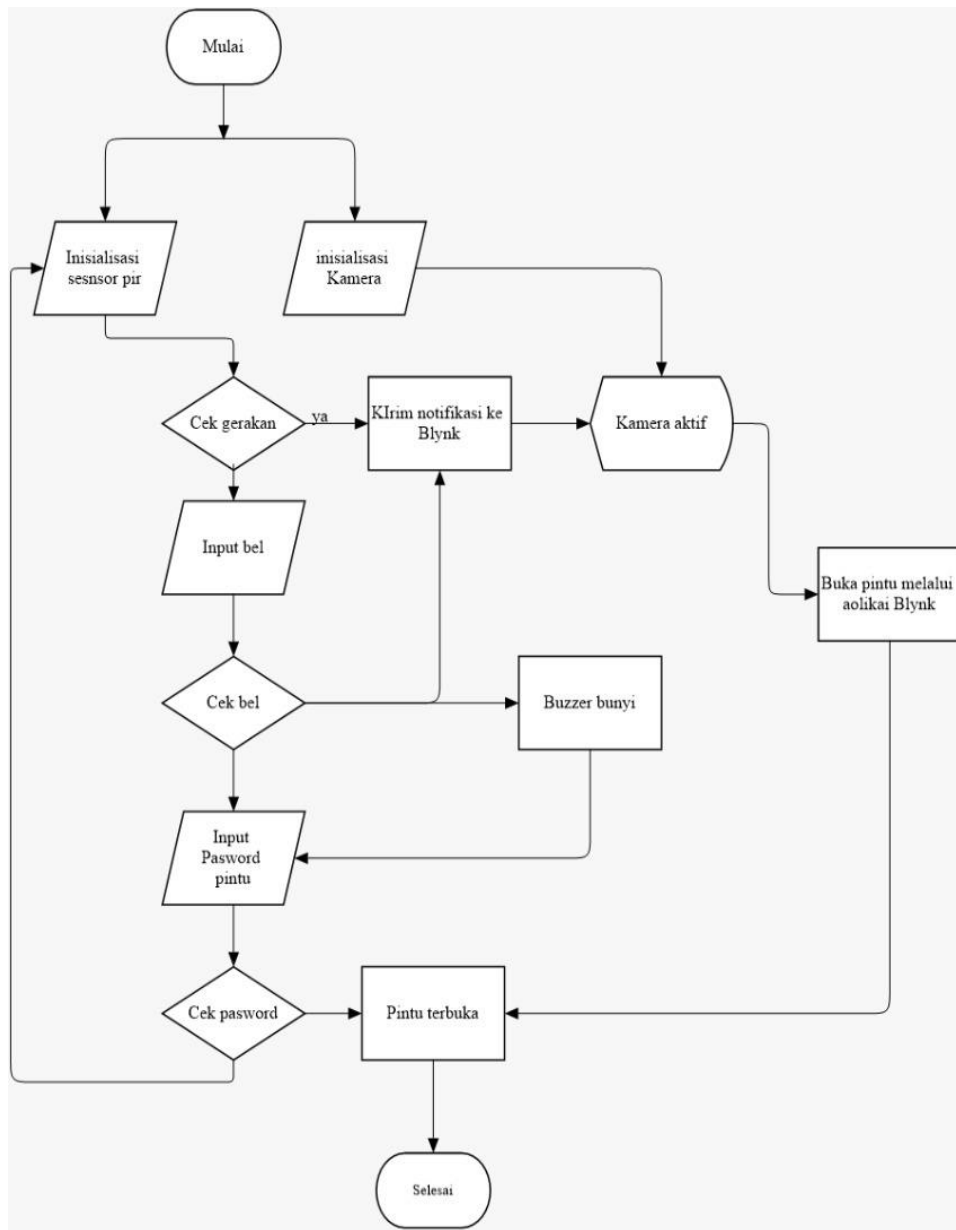 Mulai
Inisialisasi
sesnsor pir
inisialisasi
Kamera
Cek gerakan
ya
KIrim notifikasi ke
Blynk
Kamera aktif
Input bel
Buka pintu melalui
aolikai Blynk
Cek bel
Buzzer bunyi
Input
Pasword
pintu
Cek pasword
Pintu terbuka
Selesai